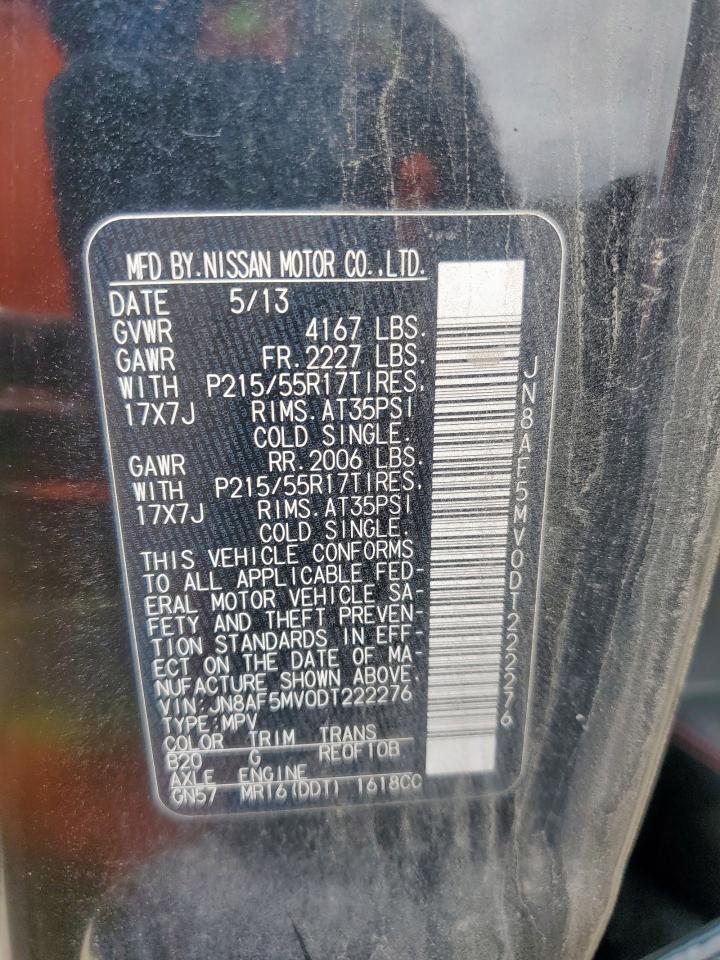 MFD BY.NISSAN MOTOR CO.,LTD.
DATE 5/13
GVWR 4167 LBS.
GAWR FR.2227 LBS.
WITH P215/55R17TIRES,
17X7J RIMS.AT35PSI
COLD SINGLE.
GAWR RR.2006 LBS.
WITH P215/55R17TIRES,
17X7J RIMS.AT35PSI
COLD SINGLE.
THIS VEHICLE CONFORMS
TO ALL APPLICABLE FED-
ERAL MOTOR VEHICLE SA-
FETY AND THEFT PREVEN-
TION STANDARDS IN EFF-
ECT ON THE DATE OF MA-
NUFACTURE SHOWN ABOVE.
VIN:JN8AF5MV0DT222276
TYPE:MPV
COLOR TRIM TRANS
B20 G RE0F10B
AXLE ENGINE
GN57 MR16(DDT) 1618CC
JN8AF5MV0DT222276